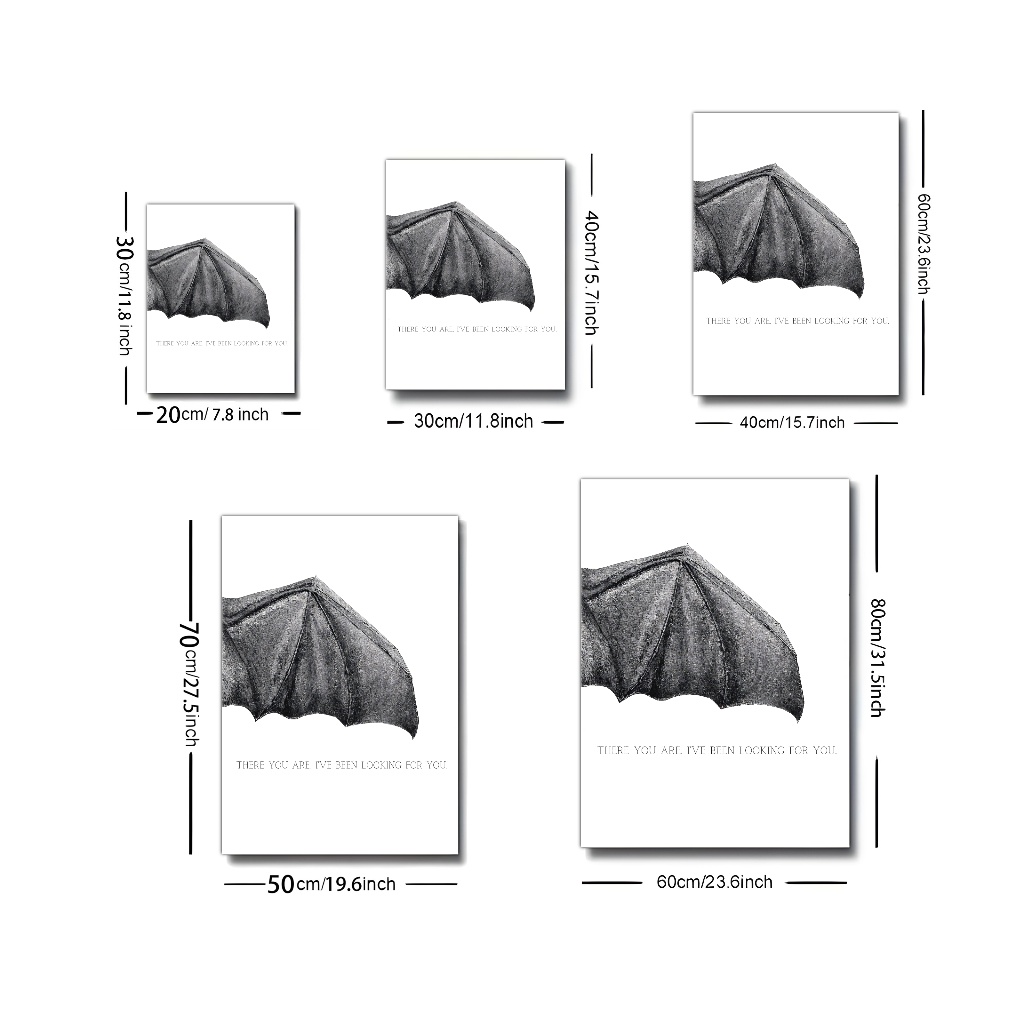 30cm/11.8 inch
THERE YOU ARE, I'VE BEEN LOOKING FOR YOU.
20cm/ 7.8 inch
40cm/15.7inch
THERE YOU ARE, I'VE BEEN LOOKING FOR YOU.
30cm/11.8inch
60cm/23.6inch
THERE YOU ARE, I'VE BEEN LOOKING FOR YOU.
40cm/15.7inch
70cm/27.5inch
THERE YOU ARE, I'VE BEEN LOOKING FOR YOU.
50cm/19.6inch
80cm/31.5inch
THERE YOU ARE, I'VE BEEN LOOKING FOR YOU.
60cm/23.6inch